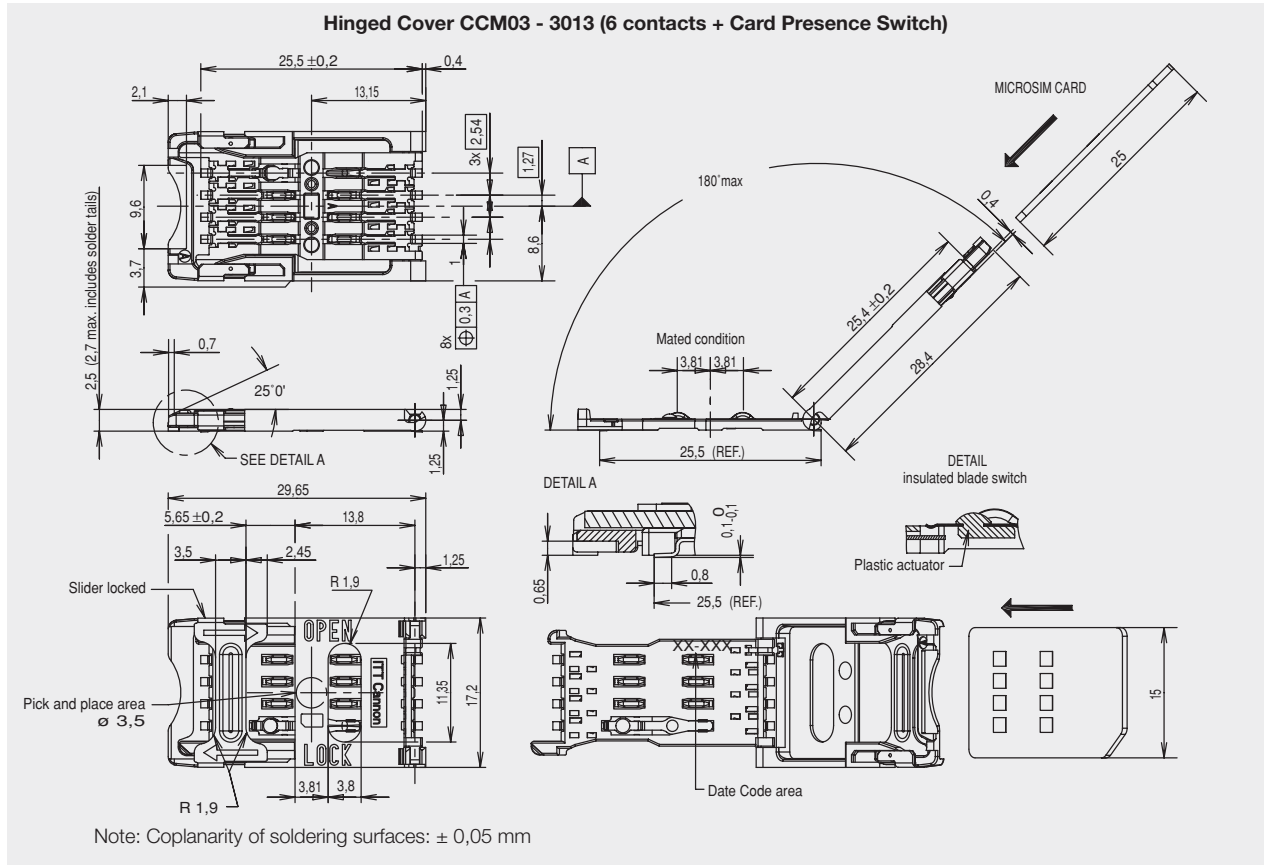 Hinged Cover CCM03 - 3013 (6 contacts + Card Presence Switch)
25,5 ±0,2
0,4
2,1
13,15
3x 2,54
1,27
A
9,6
3,7
8,6
1
8x ⌖ 0,3 A
A
2,5 (2.7 max. includes solder tails)
0,7
25°0'
1,25
1,25
SEE DETAIL A
MICROSIM CARD
25
180°max
0,4
25,4 ±0,2
28,4
Mated condition
3,81
3,81
25,5 (REF.)
29,65
5,65 ±0,2
13,8
3,5
2,45
1,25
Slider locked
R 1,9
OPEN
ITT Cannon
11,35
17,2
Pick and place area
ø 3,5
LOCK
R 1,9
3,81
3,8
DETAIL A
0,1 0 -0,1
0,65
0,8
25,5 (REF.)
DETAIL
insulated blade switch
Plastic actuator
XX-XXX
15
Date Code area
Note: Coplanarity of soldering surfaces: ± 0,05 mm